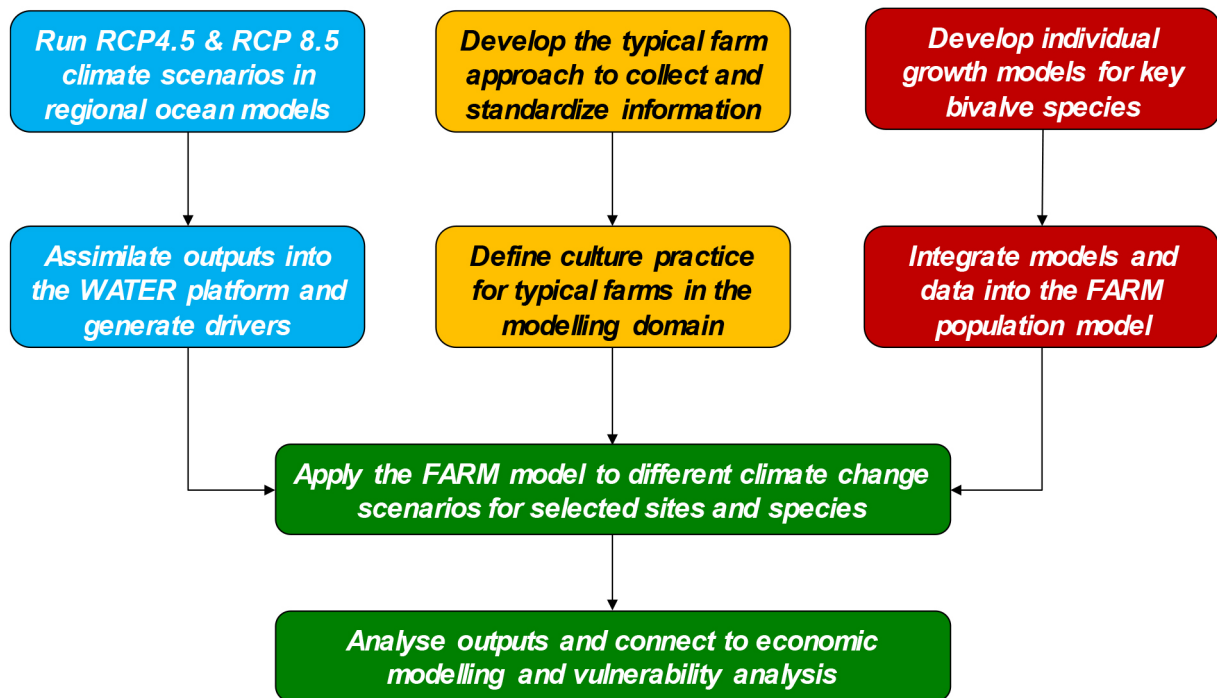 Run RCP4.5 & RCP 8.5
climate scenarios in
regional ocean models
Develop the typical farm
approach to collect and
standardize information
Develop individual
growth models for key
bivalve species
Assimilate outputs into
the WATER platform and
generate drivers
Define culture practice
for typical farms in the
modelling domain
Integrate models and
data into the FARM
population model
Apply the FARM model to different climate change
scenarios for selected sites and species
Analyse outputs and connect to economic
modelling and vulnerability analysis